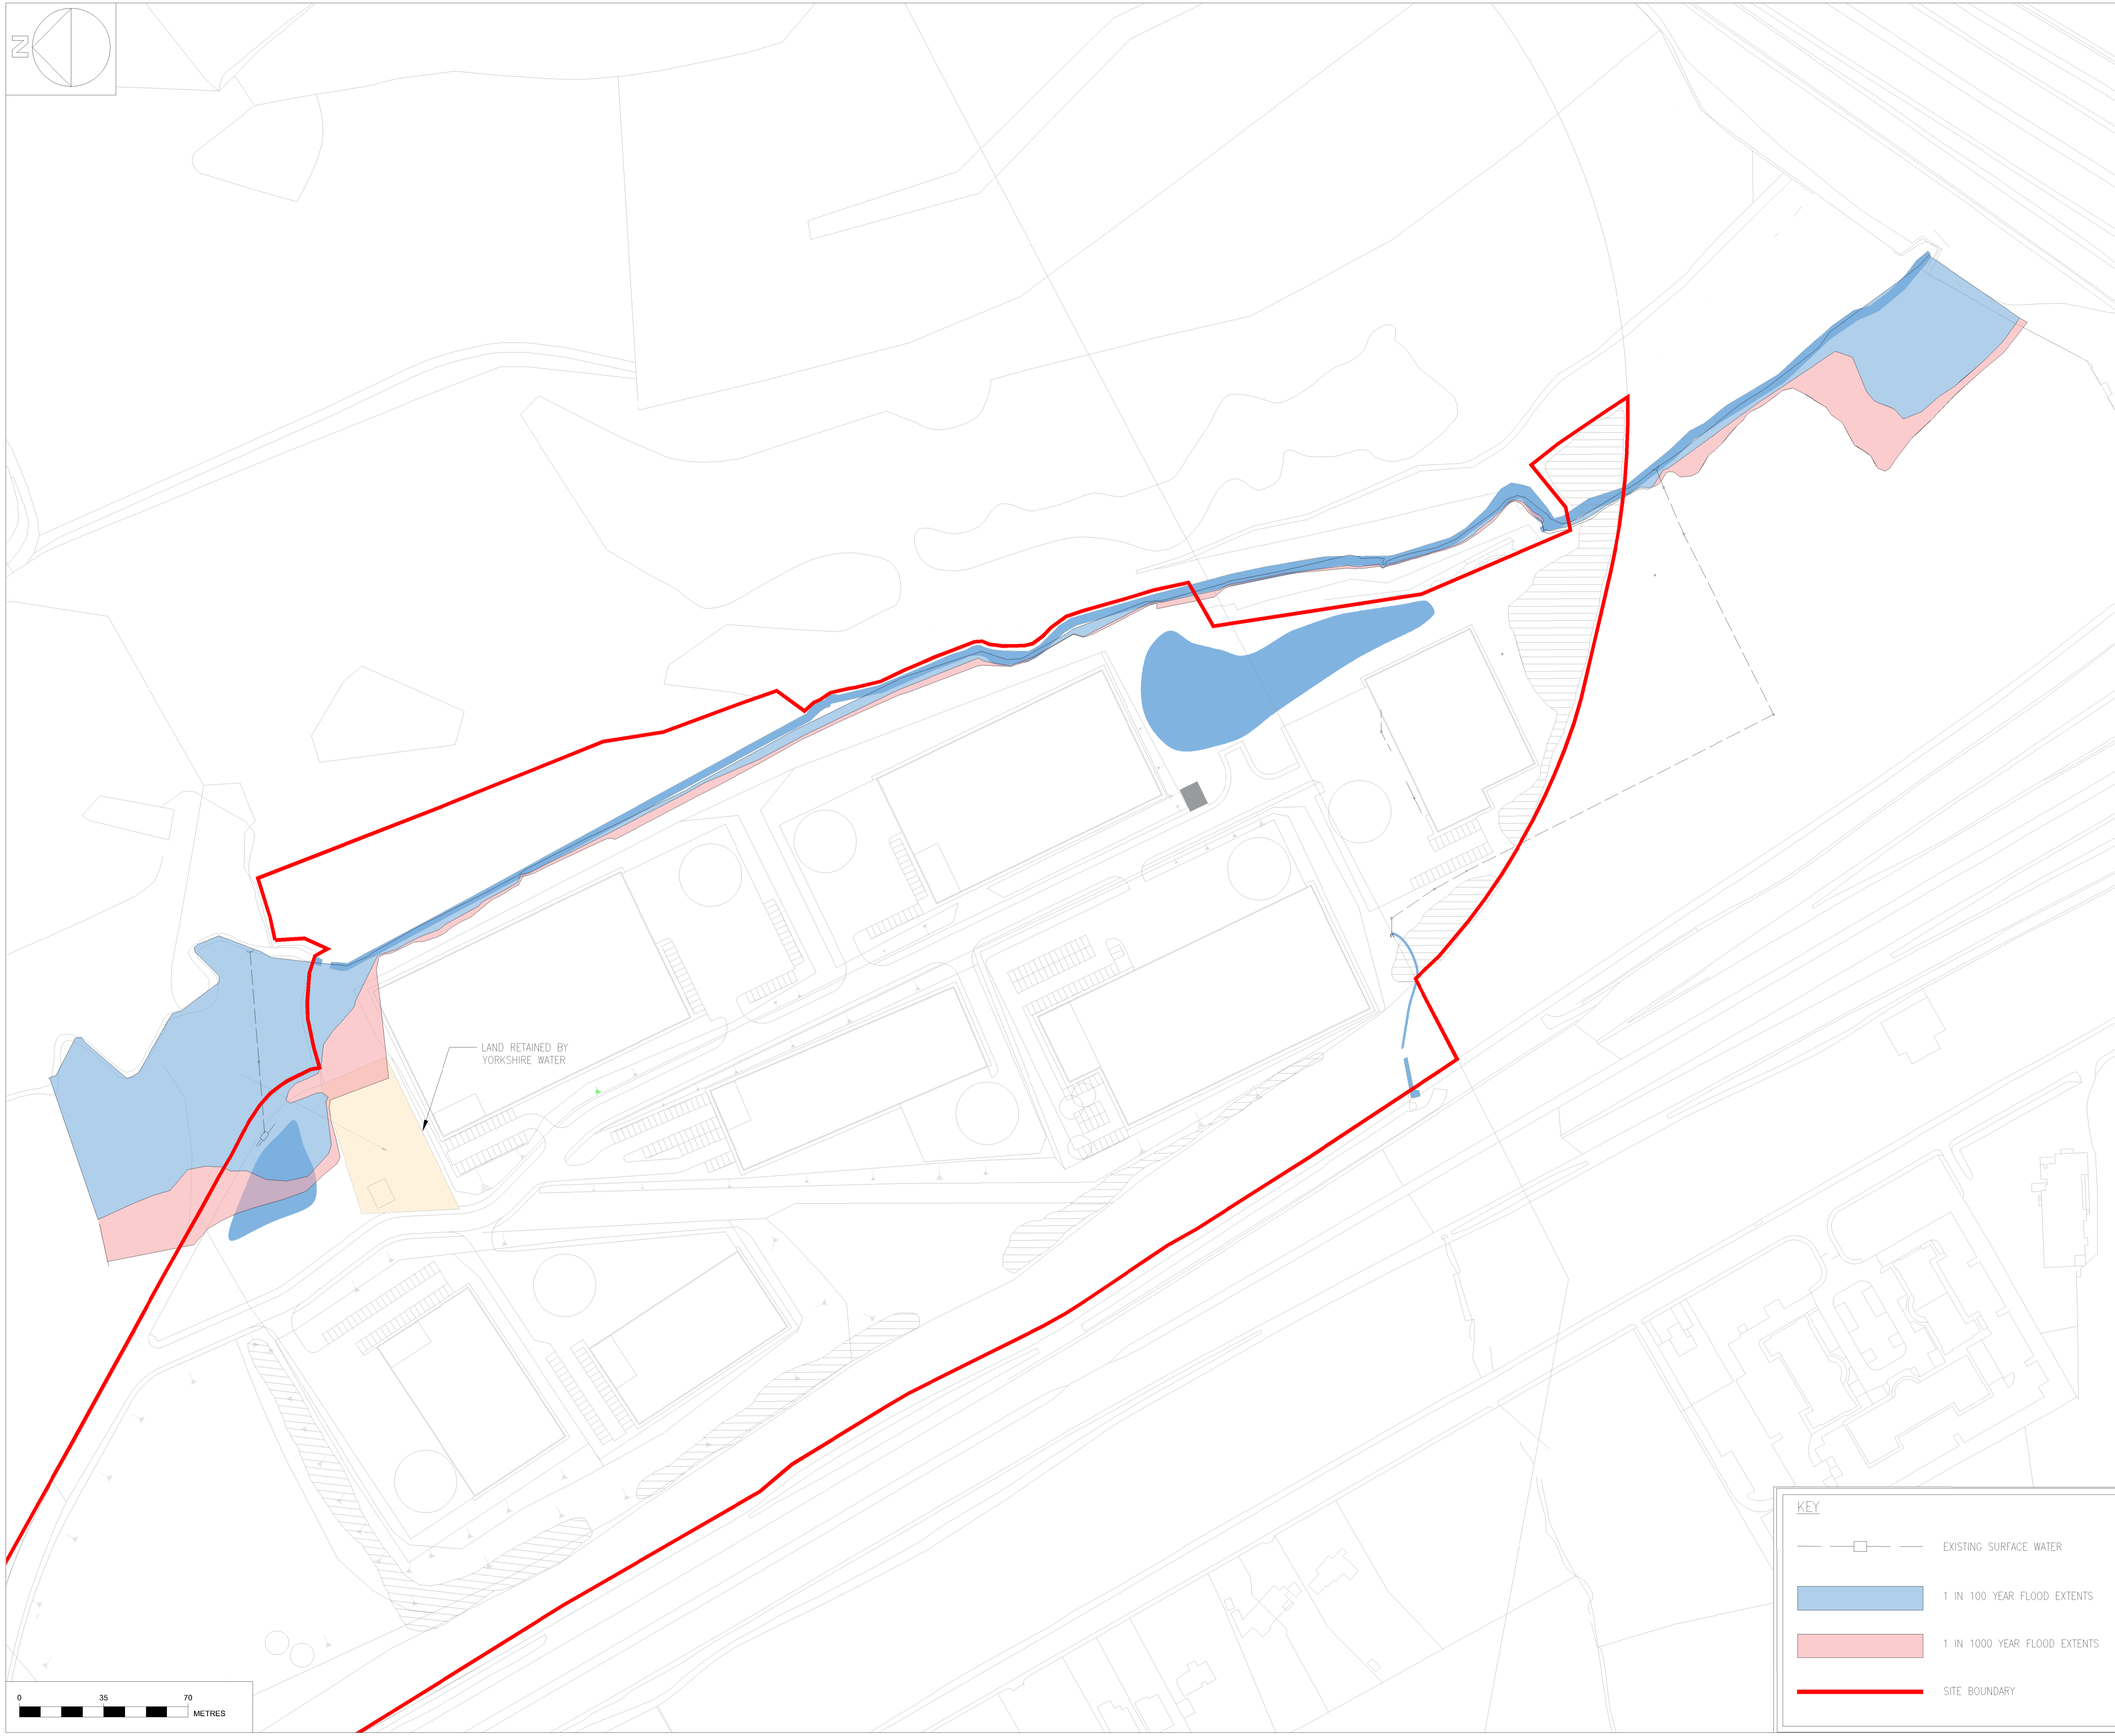 N
LAND RETAINED BY
YORKSHIRE WATER
KEY
EXISTING SURFACE WATER
1 IN 100 YEAR FLOOD EXTENTS
1 IN 1000 YEAR FLOOD EXTENTS
SITE BOUNDARY
0 35 70
METRES